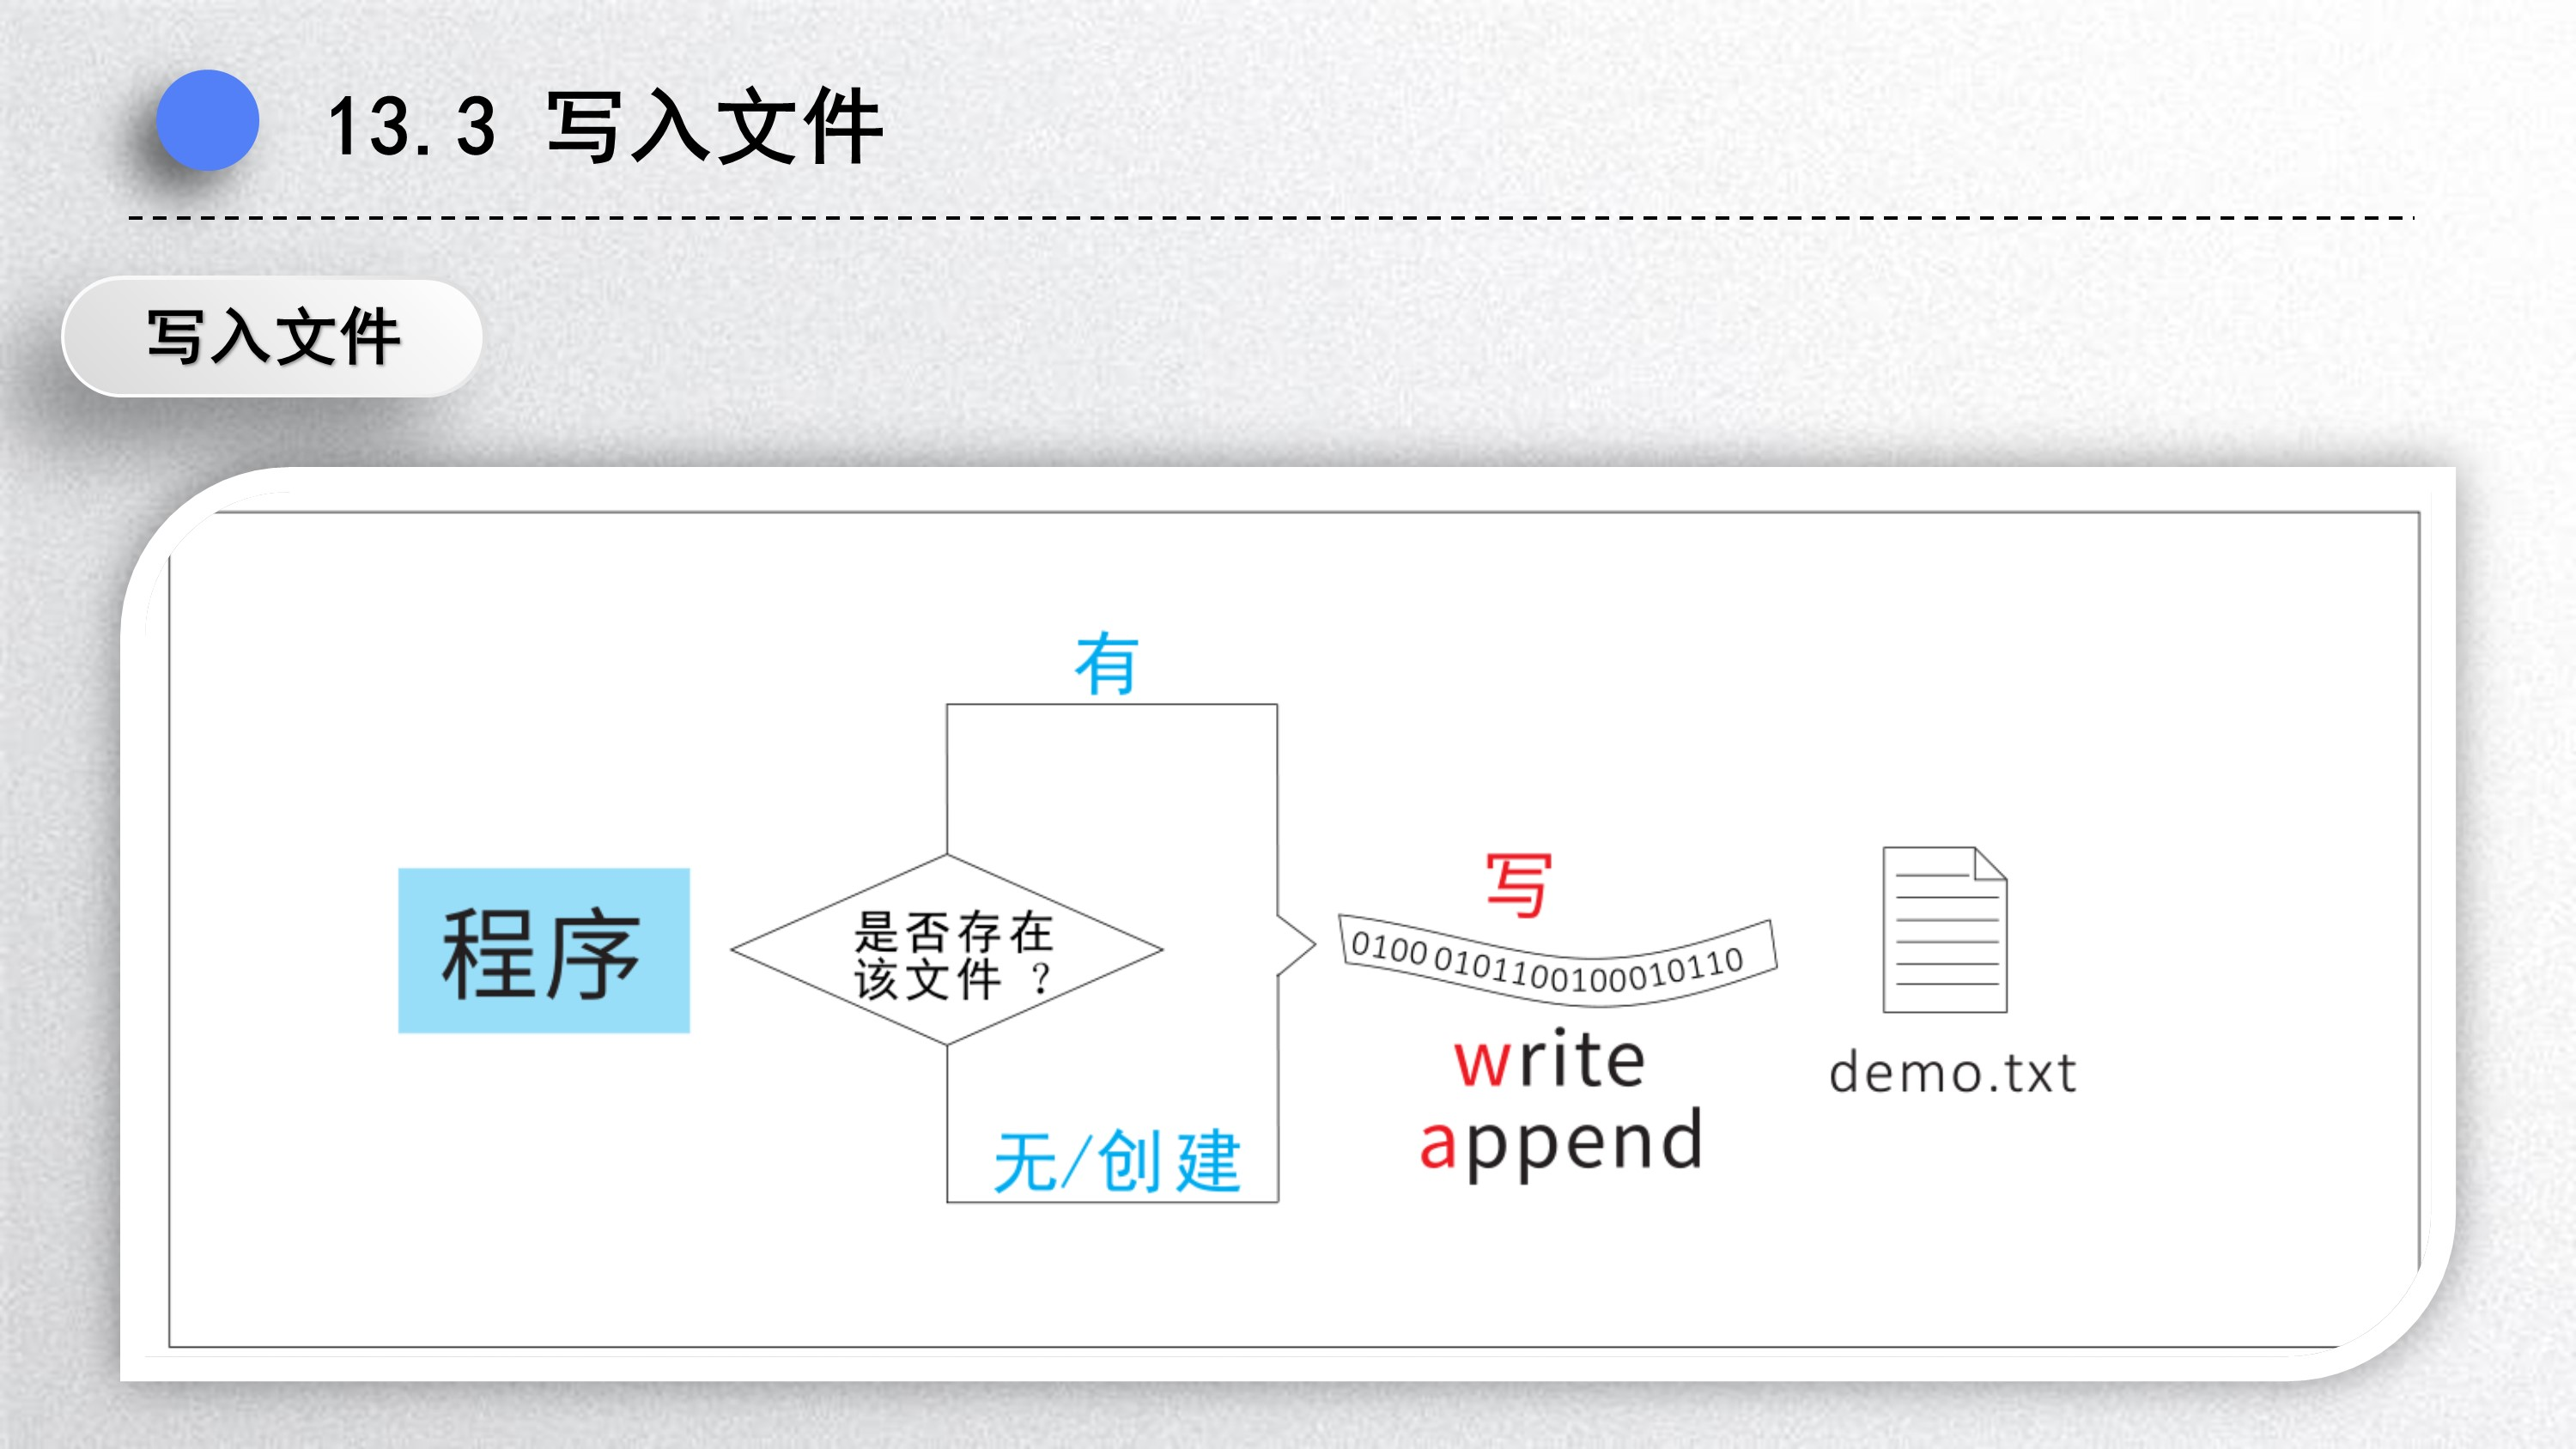 13.3 写入文件
写入文件
有
程序
是否存在
该文件 ?
无/创建
写
0100 0101100100010110
write
append
demo.txt